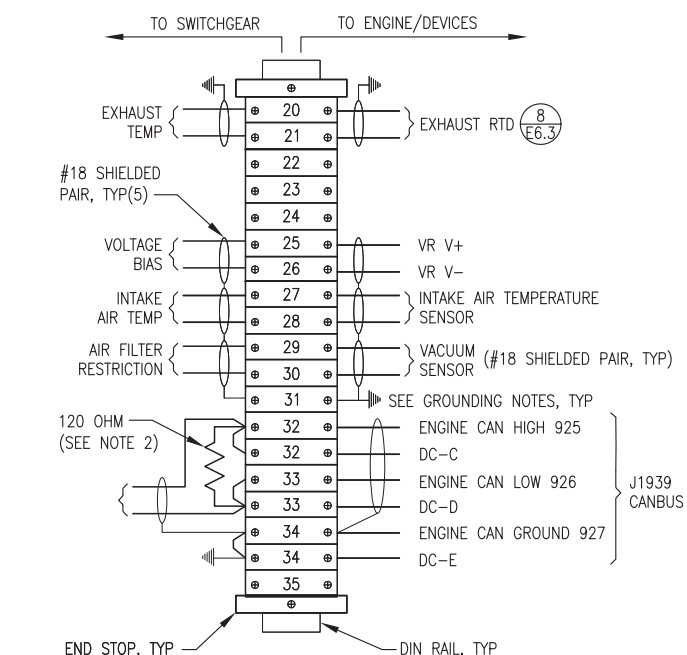 TO SWITCHGEAR
TO ENGINE/DEVICES
EXHAUST
TEMP
20
21
EXHAUST RTD
8
E6.3
22
#18 SHIELDED
PAIR, TYP(5)
23
24
VOLTAGE
BIAS
25
VR V+
26
VR V-
INTAKE
AIR TEMP
27
28
INTAKE AIR TEMPERATURE
SENSOR
AIR FILTER
RESTRICTION
29
30
VACUUM
SENSOR (#18 SHIELDED PAIR, TYP)
31
SEE GROUNDING NOTES, TYP
120 OHM
(SEE NOTE 2)
32
ENGINE CAN HIGH 925
32
DC-C
33
ENGINE CAN LOW 926
33
DC-D
34
ENGINE CAN GROUND 927
34
DC-E
J1939
CANBUS
35
END STOP, TYP
DIN RAIL, TYP